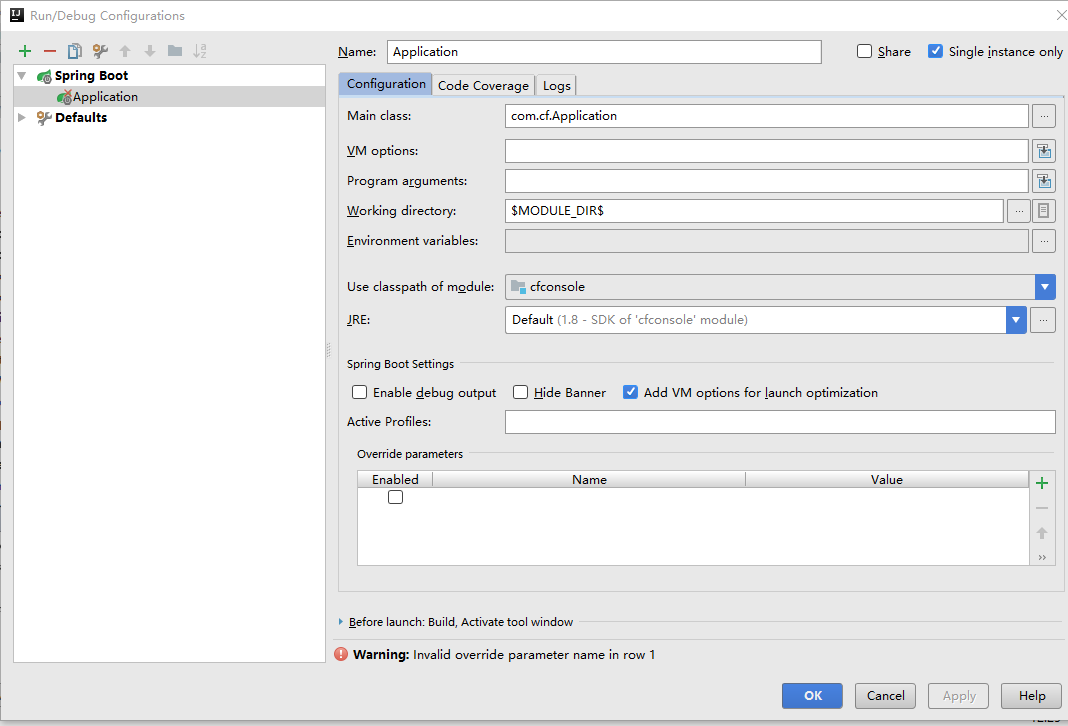 Run/Debug Configurations
Name: Application Share Single instance only
Spring Boot
Application
Defaults
Configuration Code Coverage Logs
Main class: com.cf.Application ...
VM options:
Program arguments:
Working directory: $MODULE_DIR$ ...
Environment variables: ...
Use classpath of module: cfconsole
JRE: Default (1.8 - SDK of 'cfconsole' module) ...
Spring Boot Settings
Enable debug output Hide Banner Add VM options for launch optimization
Active Profiles:
Override parameters
Enabled Name Value
Before launch: Build, Activate tool window
Warning: Invalid override parameter name in row 1
OK Cancel Apply Help